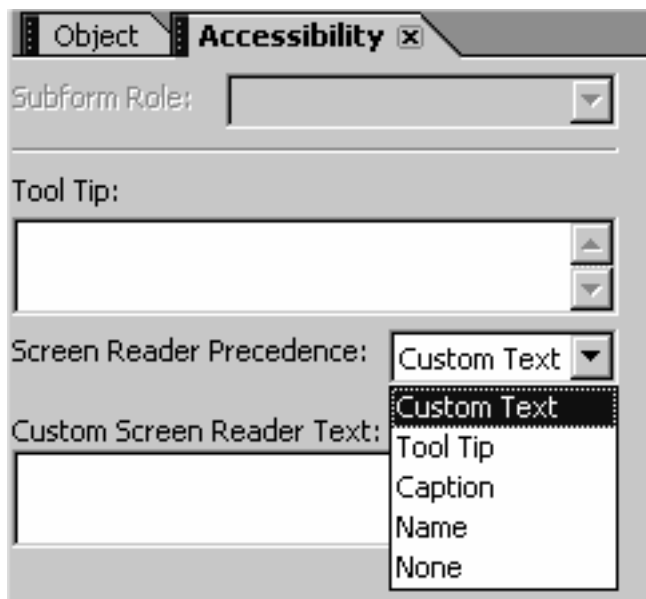 Object Accessibility
Subform Role:
Tool Tip:
Screen Reader Precedence: Custom Text
Custom Text
Custom Screen Reader Text:
Tool Tip
Caption
Name
None